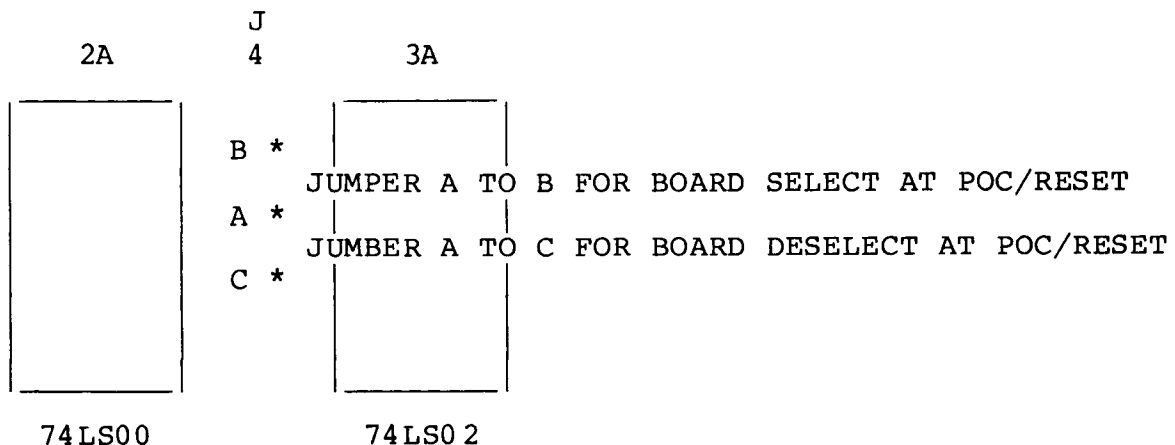 J
2A 4 3A
B *
JUMPER A TO B FOR BOARD SELECT AT POC/RESET
A *
JUMBER A TO C FOR BOARD DESELECT AT POC/RESET
C *
74LS00 74LS02